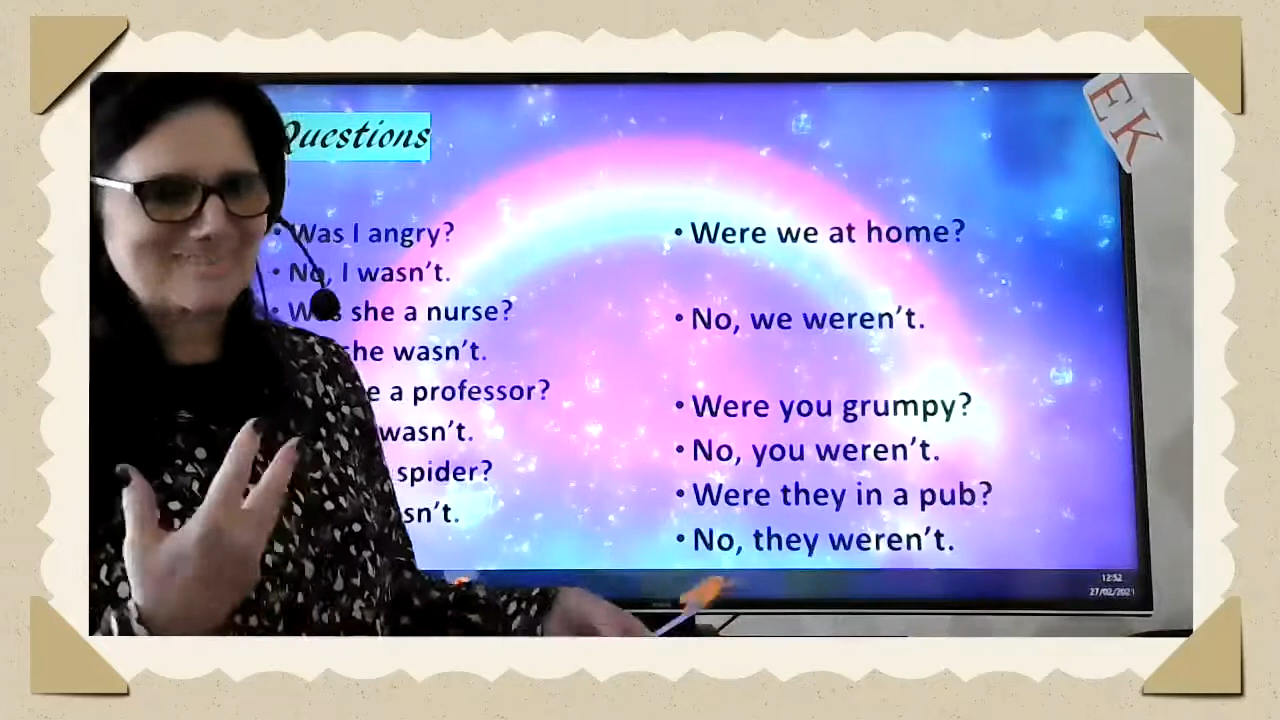 Questions
• Was I angry?
• No, I wasn't.
• Was she a nurse?
she wasn't.
a professor?
wasn't.
spider?
• Were we at home?
• No, we weren't.
• Were you grumpy?
• No, you weren't.
• Were they in a pub?
• No, they weren't.
EK
12:52
27/02/2021